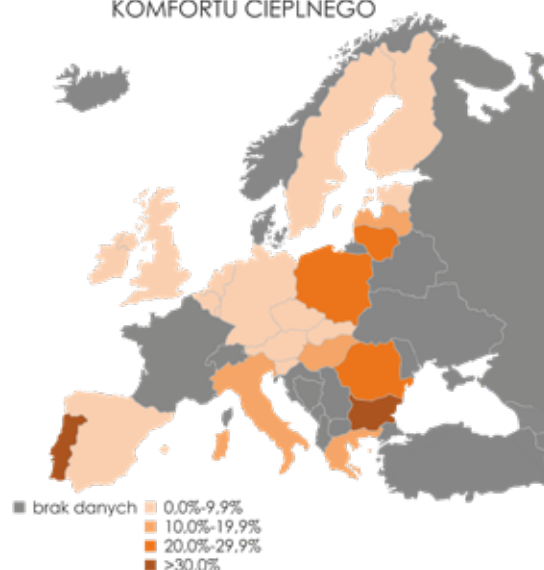 KOMFORTU CIEPLNEGO
brak danych
0,0%-9,9%
10,0%-19,9%
20,0%-29,9%
>30,0%